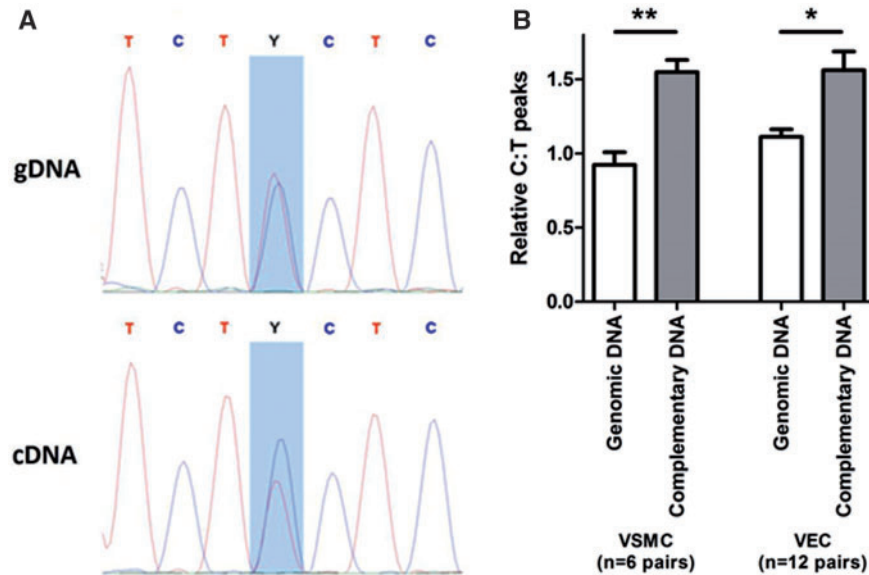 A
T C T Y C T C
gDNA
T C T Y C T C
cDNA
B
** *
Relative C:T peaks
1.5
1.0
0.5
0.0
Genomic DNA
Complementary DNA
Genomic DNA
Complementary DNA
VSMC
(n=6 pairs)
VEC
(n=12 pairs)